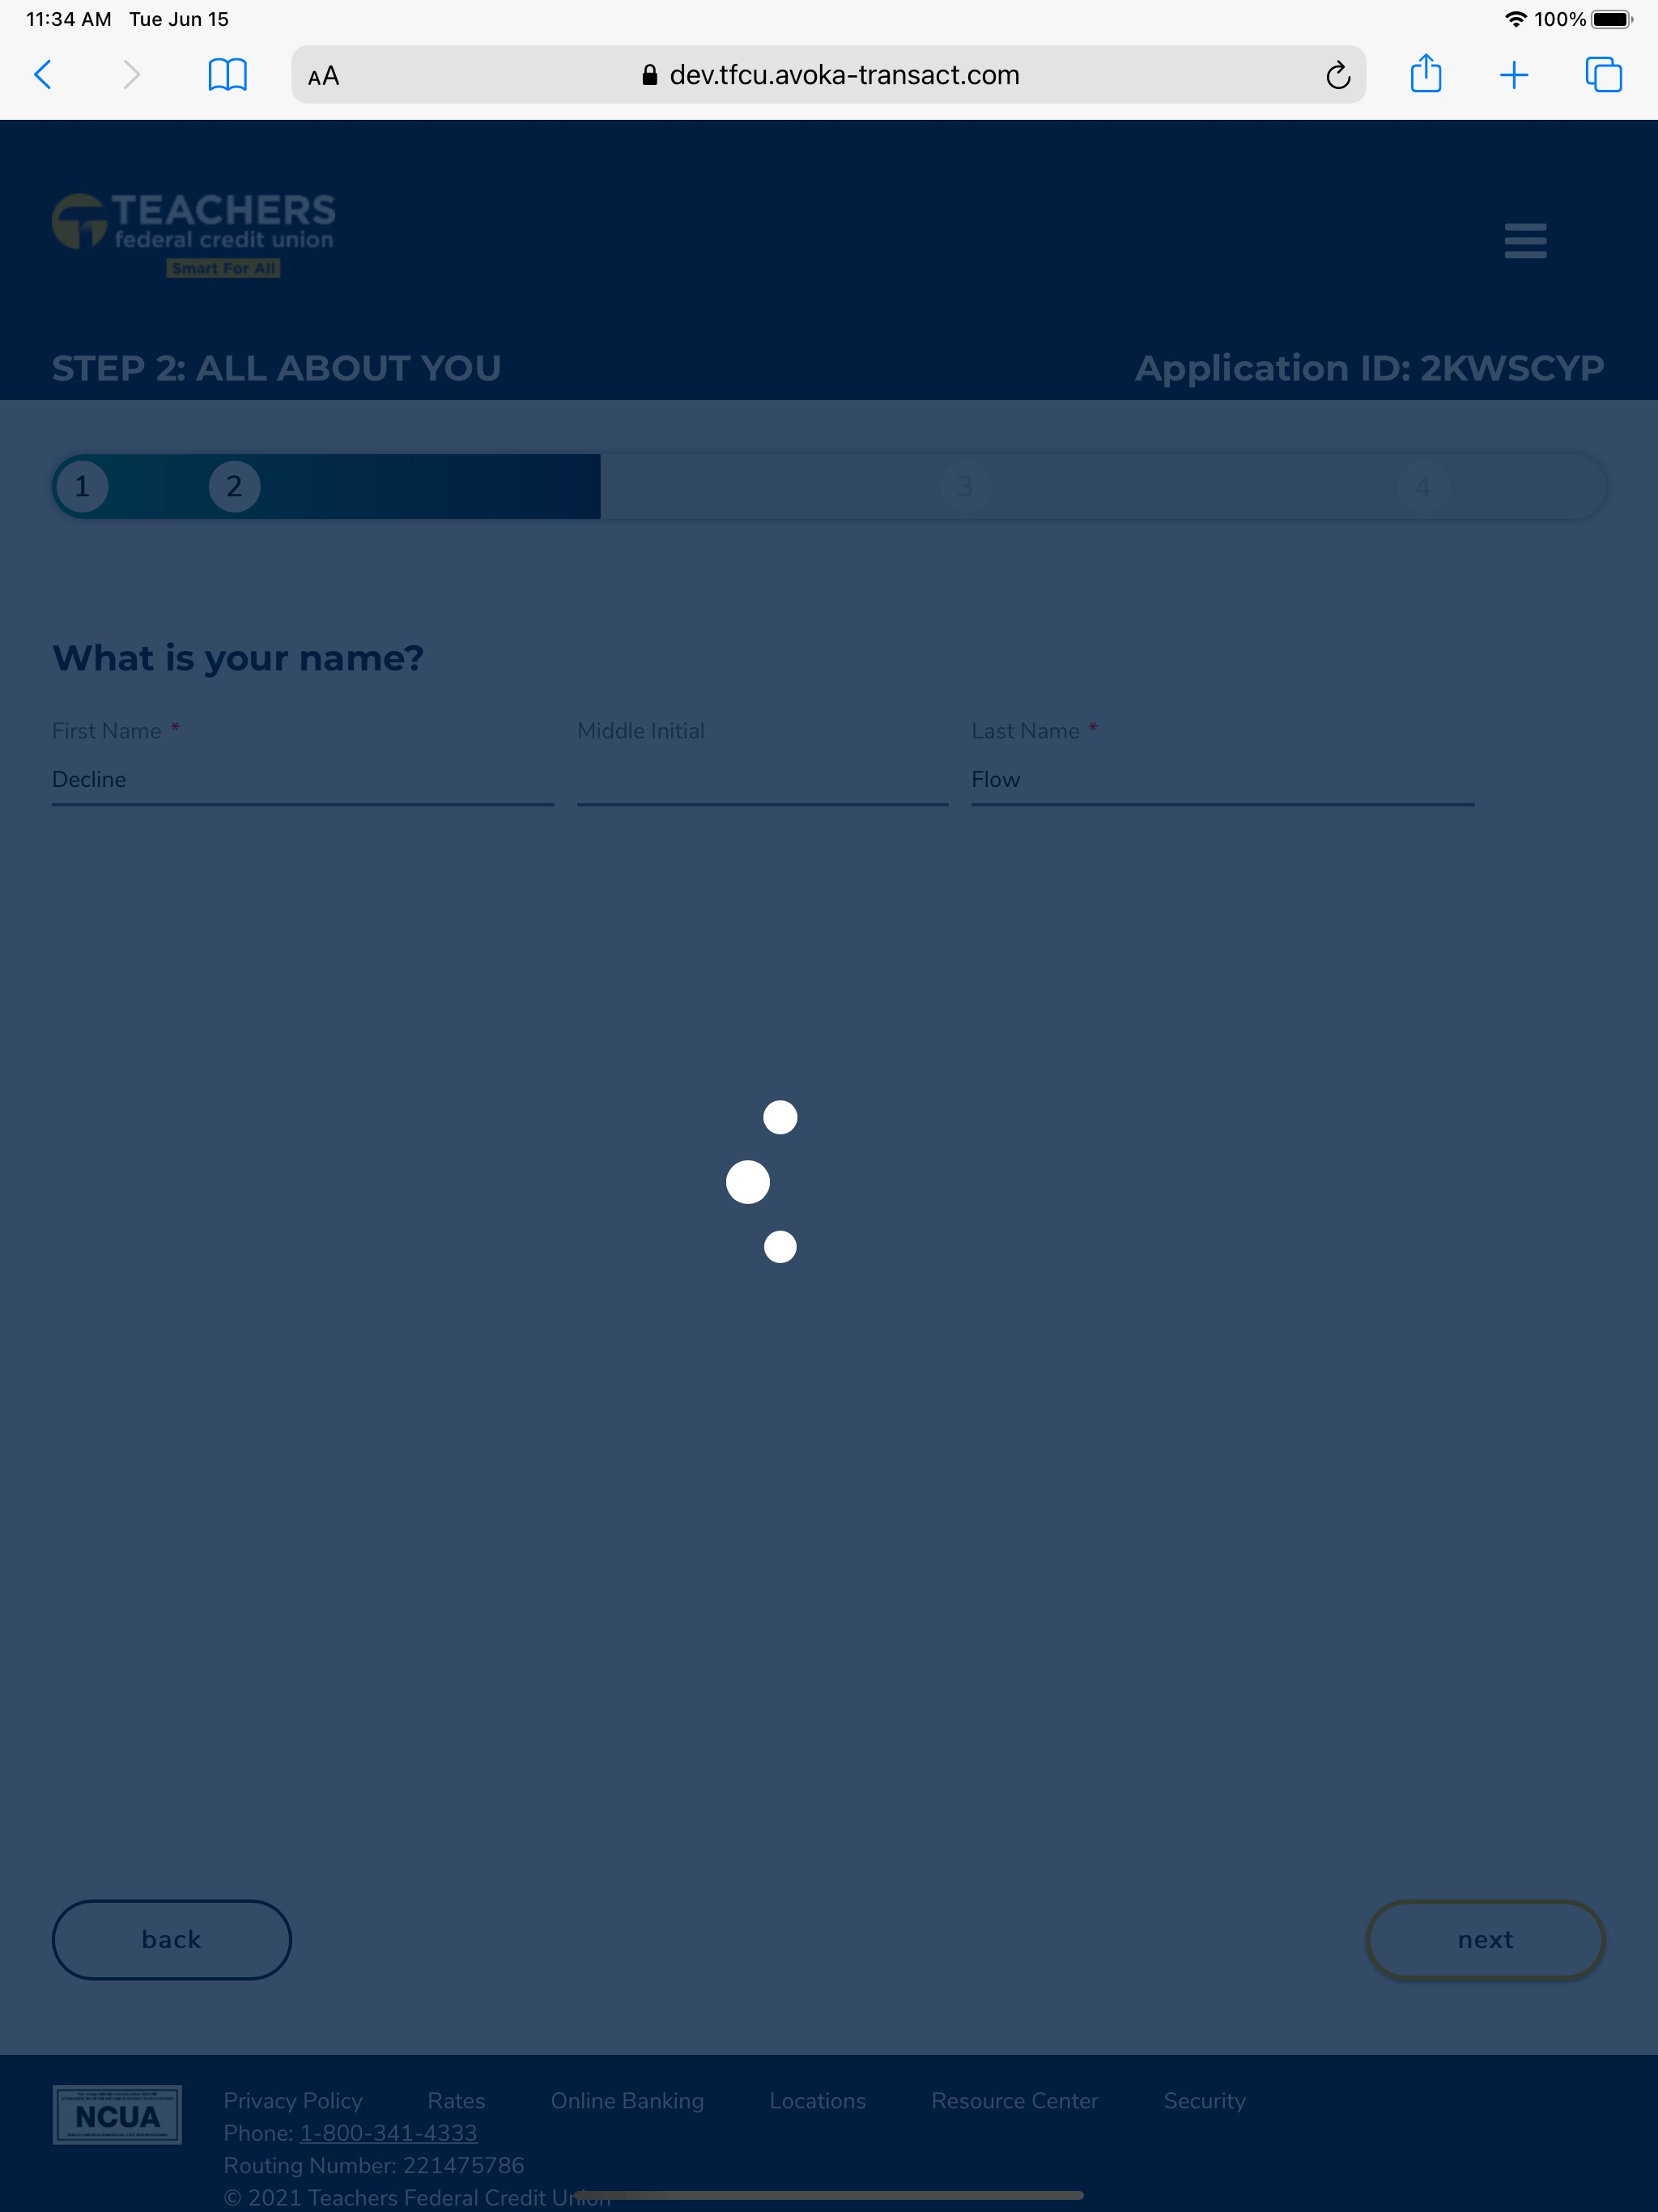 11:34 AM Tue Jun 15 100%
AA dev.tfcu.avoka-transact.com
TEACHERS
federal credit union
Smart For All
STEP 2: ALL ABOUT YOU Application ID: 2KWSCYP
1 2 3 4
What is your name?
First Name * Middle Initial Last Name *
Decline Flow
back next
NCUA
Privacy Policy Rates Online Banking Locations Resource Center Security
Phone: 1-800-341-4333
Routing Number: 221475786
© 2021 Teachers Federal Credit Union